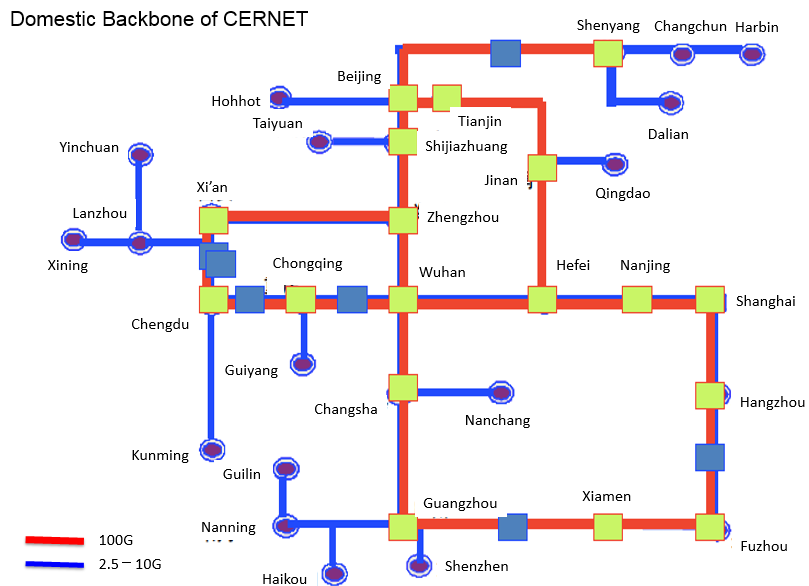 Domestic Backbone of CERNET
Shenyang
Changchun
Harbin
Beijing
Hohhot
Tianjin
Taiyuan
Dalian
Shijiazhuang
Yinchuan
Jinan
Qingdao
Xi’an
Lanzhou
Zhengzhou
Xining
Chongqing
Wuhan
Hefei
Nanjing
Shanghai
Chengdu
Guiyang
Changsha
Nanchang
Hangzhou
Kunming
Guilin
Guangzhou
Xiamen
Nanning
100G
Fuzhou
2.5－10G
Shenzhen
Haikou